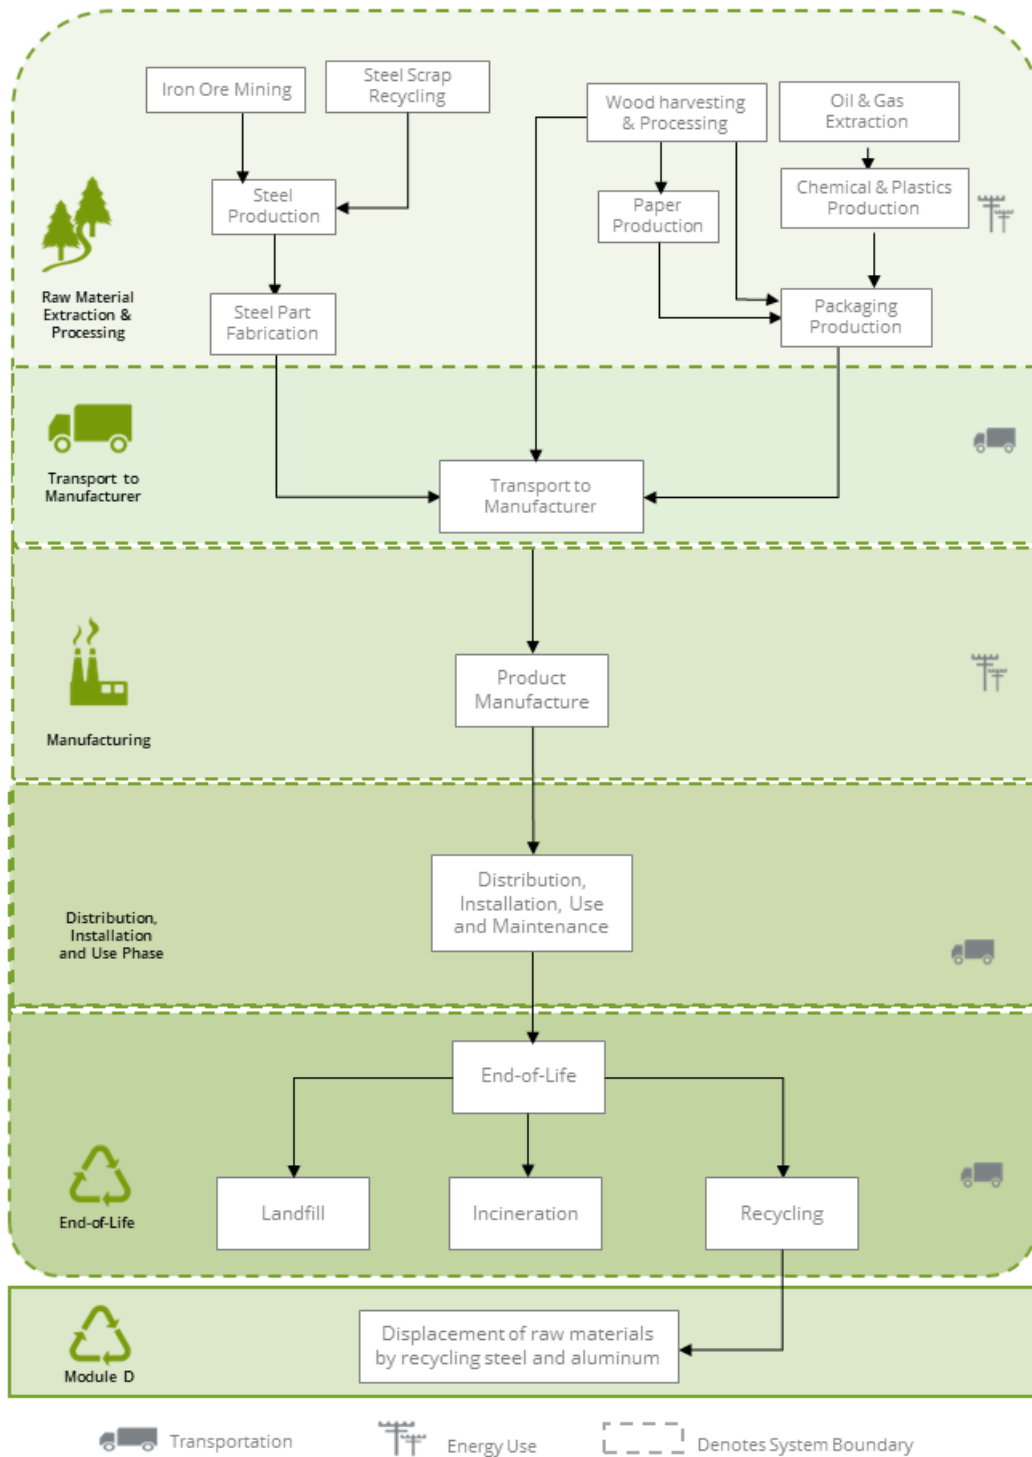 Iron Ore Mining
Steel Scrap
Recycling
Wood harvesting
& Processing
Oil & Gas
Extraction
Steel
Production
Paper
Production
Chemical & Plastics
Production
Raw Material
Extraction &
Processing
Steel Part
Fabrication
Packaging
Production
Transport to
Manufacturer
Transport to
Manufacturer
Manufacturing
Product
Manufacture
Distribution,
Installation
and Use Phase
Distribution,
Installation, Use
and Maintenance
End-of-Life
End-of-Life
Landfill
Incineration
Recycling
Module D
Displacement of raw materials
by recycling steel and aluminum
Transportation
Energy Use
Denotes System Boundary